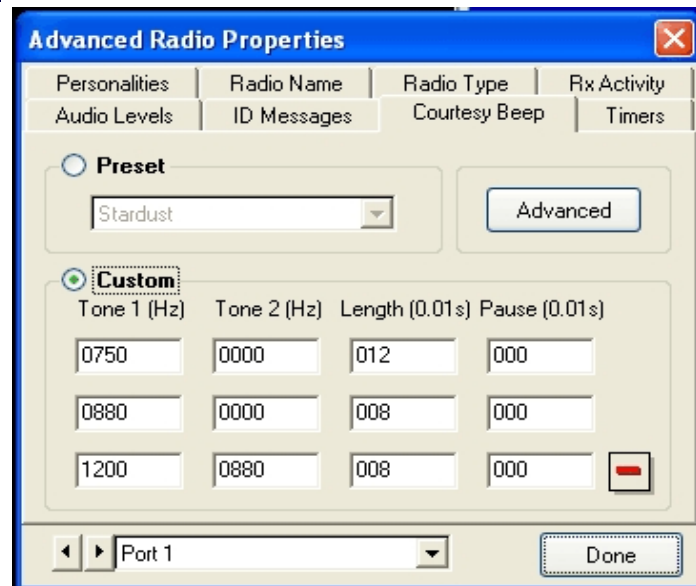 Advanced Radio Properties
Personalities Radio Name Radio Type Rx Activity
Audio Levels ID Messages Courtesy Beep Timers
Preset
Stardust
Advanced
Custom
Tone 1 (Hz) Tone 2 (Hz) Length (0.01s) Pause (0.01s)
0750 0000 012 000
0880 0000 008 000
1200 0880 008 000
Port 1
Done